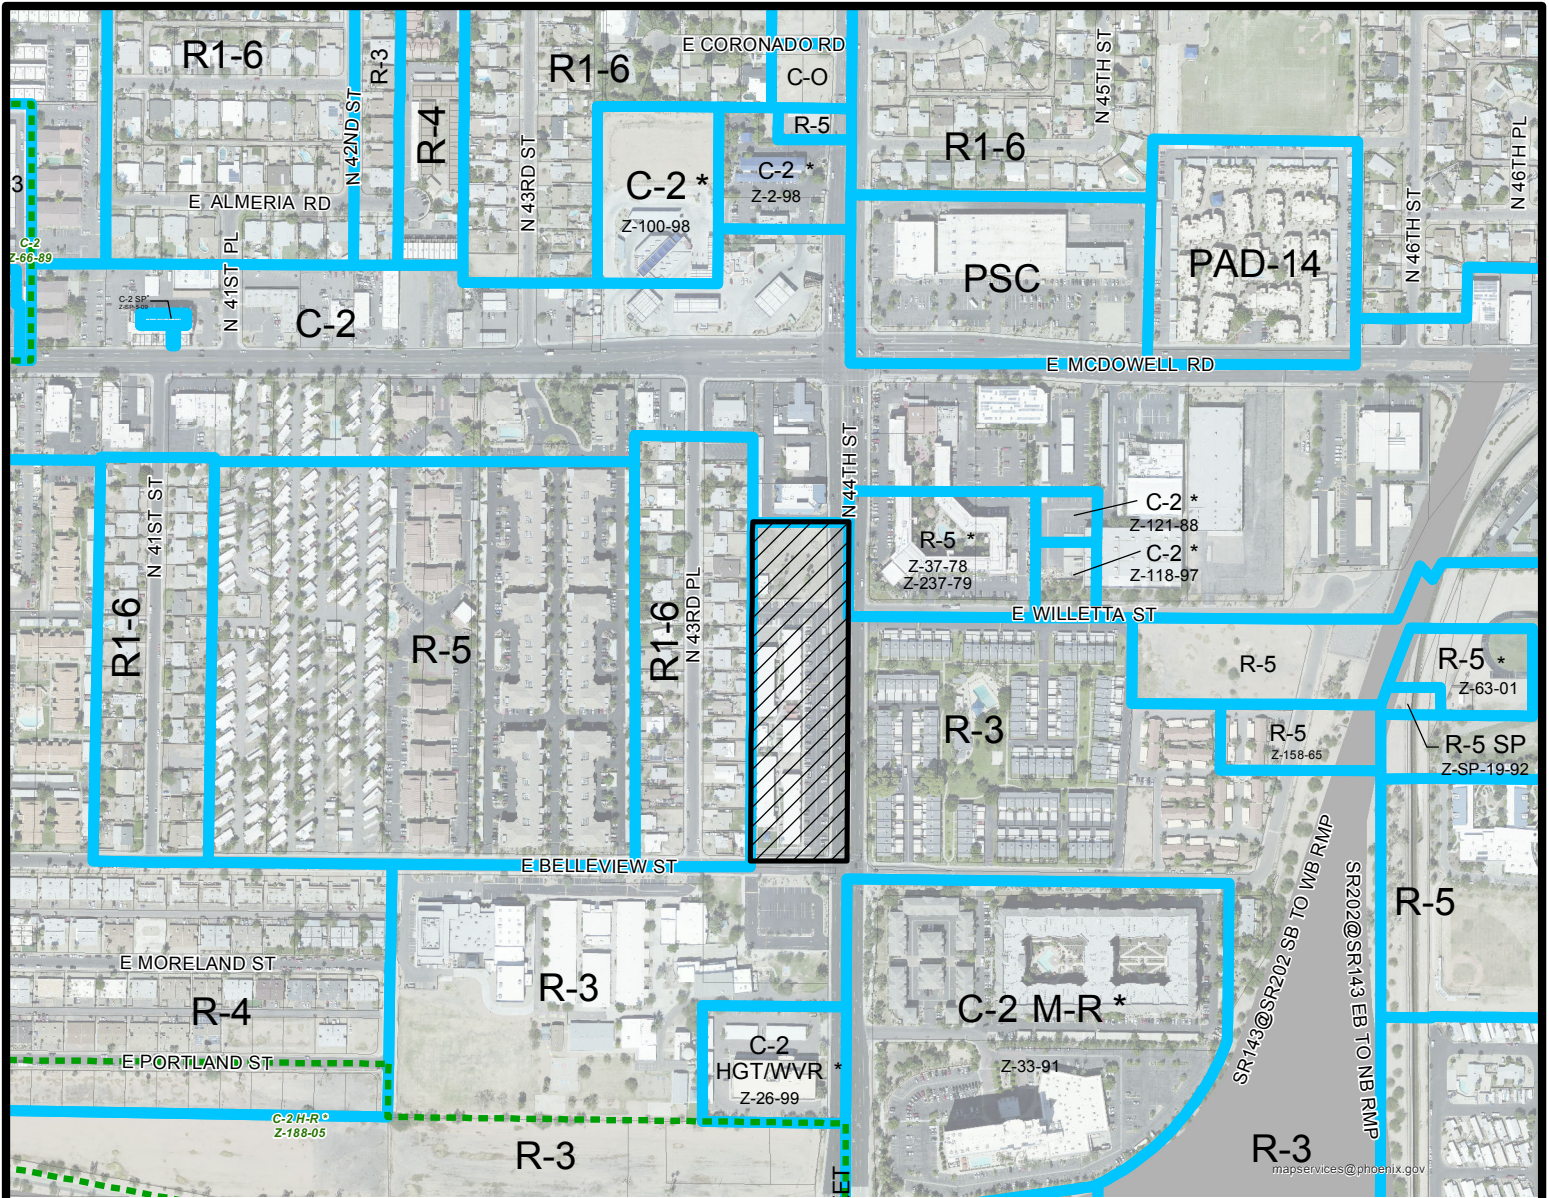 E CORONADO RD
R1-6
R-3
R1-6
C-O
N 45TH ST
R-4
N 42ND ST
R-5
R1-6
N 46TH PL
3
C-2 *
Z-100-98
C-2 *
Z-2-98
N 43RD ST
E ALMERIA RD
N 46TH ST
C-2
Z-66-89
N 41ST PL
PSC
PAD-14
C-2 SP*
C-2
E MCDOWELL RD
N 44TH ST
N 41ST ST
C-2 *
Z-121-88
R-5 *
Z-37-78
Z-237-79
C-2 *
Z-118-97
E WILLETTA ST
R1-6
R-5
R1-6
N 43RD PL
R-5
R-5 *
Z-63-01
R-3
R-5
Z-158-65
R-5 SP
Z-SP-19-92
E BELLEVIEW ST
SR143@SR202 SB TO WB RMP
SR202@SR143 EB TO NB RMP
R-5
E MORELAND ST
R-4
R-3
C-2 M-R *
Z-33-91
C-2
HGT/WVR *
Z-26-99
E PORTLAND ST
C-2 H-R *
Z-188-05
R-3
R-3
mapservices@phoenix.gov